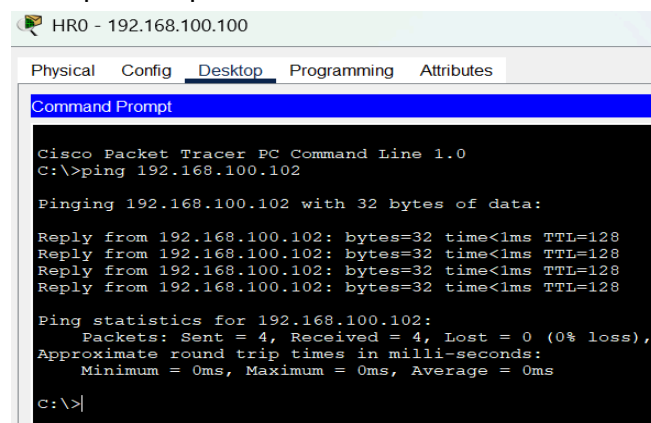 HR0 - 192.168.100.100
Physical Config Desktop Programming Attributes
Command Prompt
Cisco Packet Tracer PC Command Line 1.0
C:\>ping 192.168.100.102
Pinging 192.168.100.102 with 32 bytes of data:
Reply from 192.168.100.102: bytes=32 time<1ms TTL=128
Reply from 192.168.100.102: bytes=32 time<1ms TTL=128
Reply from 192.168.100.102: bytes=32 time<1ms TTL=128
Reply from 192.168.100.102: bytes=32 time<1ms TTL=128
Ping statistics for 192.168.100.102:
Packets: Sent = 4, Received = 4, Lost = 0 (0% loss),
Approximate round trip times in milli-seconds:
Minimum = 0ms, Maximum = 0ms, Average = 0ms
C:\>